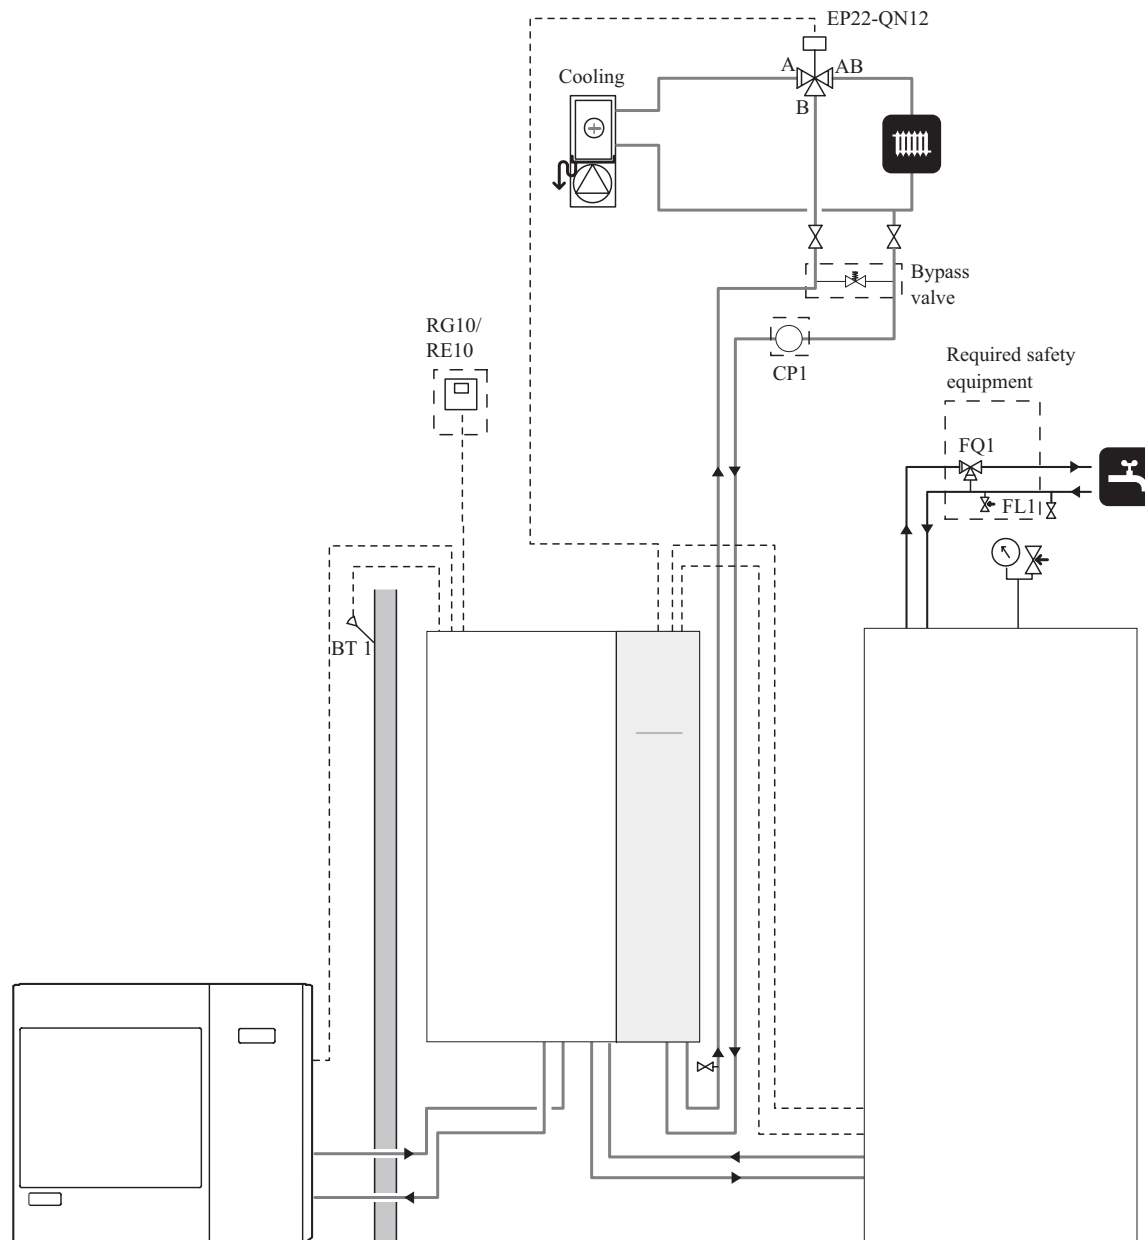 EP22-QN12
A
AB
Cooling
B
Bypass
valve
RG10/
RE10
CP1
Required safety
equipment
FQ1
FL1
BT 1